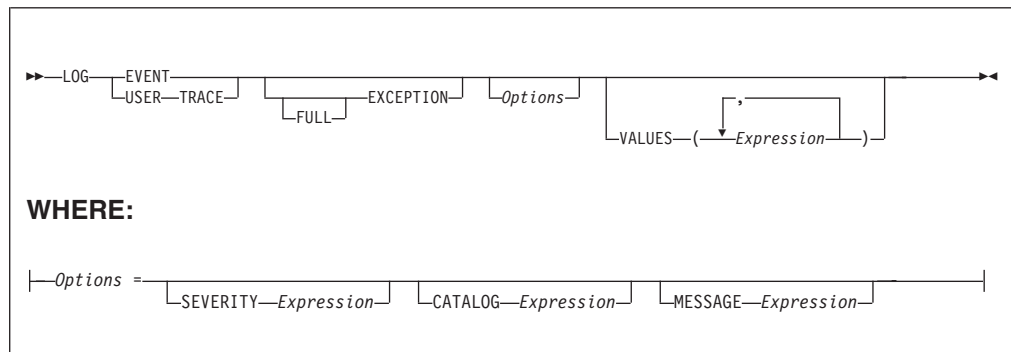 LOG EVENT
USER TRACE
FULL EXCEPTION
Options
,
VALUES ( Expression )
WHERE:
Options =
SEVERITY Expression CATALOG Expression MESSAGE Expression